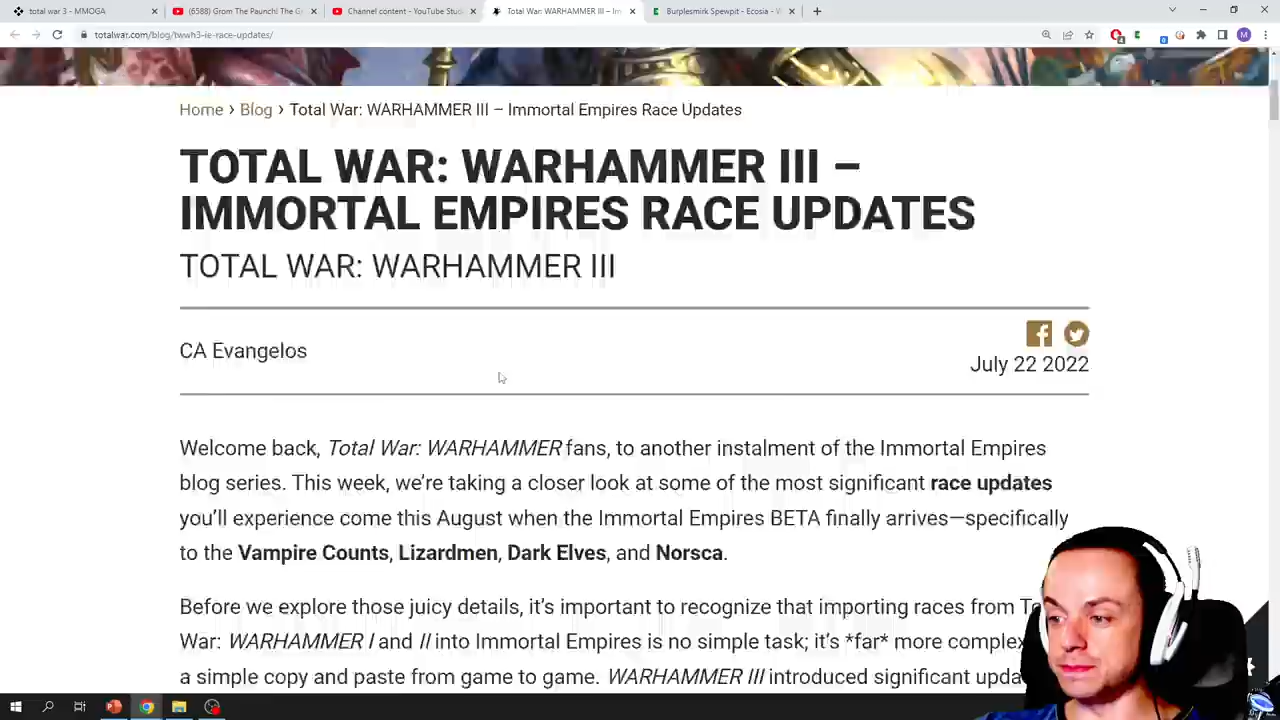 total war 3 - MMOGA
(6588) Grom The Paunch! The G
Channel content - YouTube Studi
Total War: WARHAMMER III – Im
Burplesmirk Spewpit - Ecosia - W
totalwar.com/blog/twwh3-ie-race-updates/
M
Home › Blog › Total War: WARHAMMER III – Immortal Empires Race Updates
TOTAL WAR: WARHAMMER III –
IMMORTAL EMPIRES RACE UPDATES
TOTAL WAR: WARHAMMER III
CA Evangelos
July 22 2022
Welcome back, Total War: WARHAMMER fans, to another instalment of the Immortal Empires
blog series. This week, we’re taking a closer look at some of the most significant race updates
you’ll experience come this August when the Immortal Empires BETA finally arrives—specifically
to the Vampire Counts, Lizardmen, Dark Elves, and Norsca.
Before we explore those juicy details, it’s important to recognize that importing races from To
War: WARHAMMER I and II into Immortal Empires is no simple task; it’s *far* more complex
a simple copy and paste from game to game. WARHAMMER III introduced significant upda